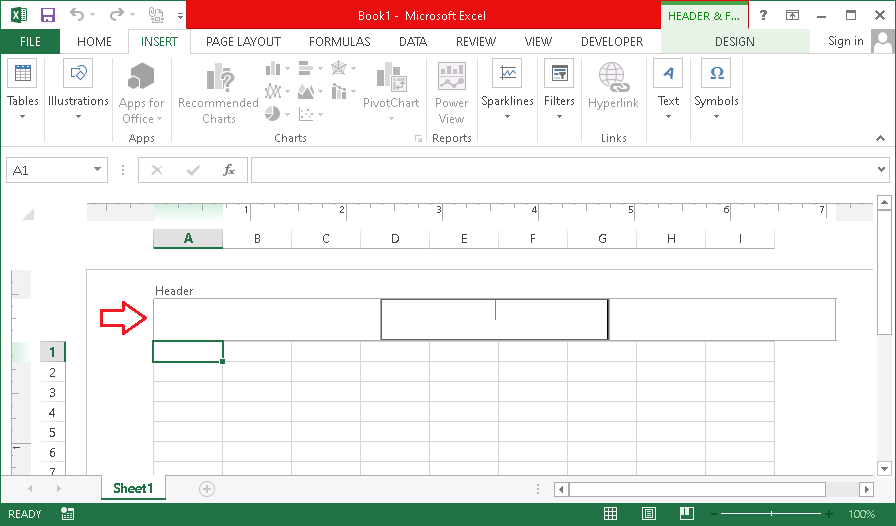 Book1 - Microsoft Excel
HEADER & F...
?
FILE HOME INSERT PAGE LAYOUT FORMULAS DATA REVIEW VIEW DEVELOPER DESIGN Sign in
Tables
Illustrations
Apps for
Office
Apps
Recommended
Charts
PivotChart
Charts
Power
View
Reports
Sparklines
Filters
Hyperlink
Links
Text
Symbols
A1
fx
1 2 3 4 5 6 7
A B C D E F G H I
Header
1
2
3
4
5
6
7
1
Sheet1
READY
100%